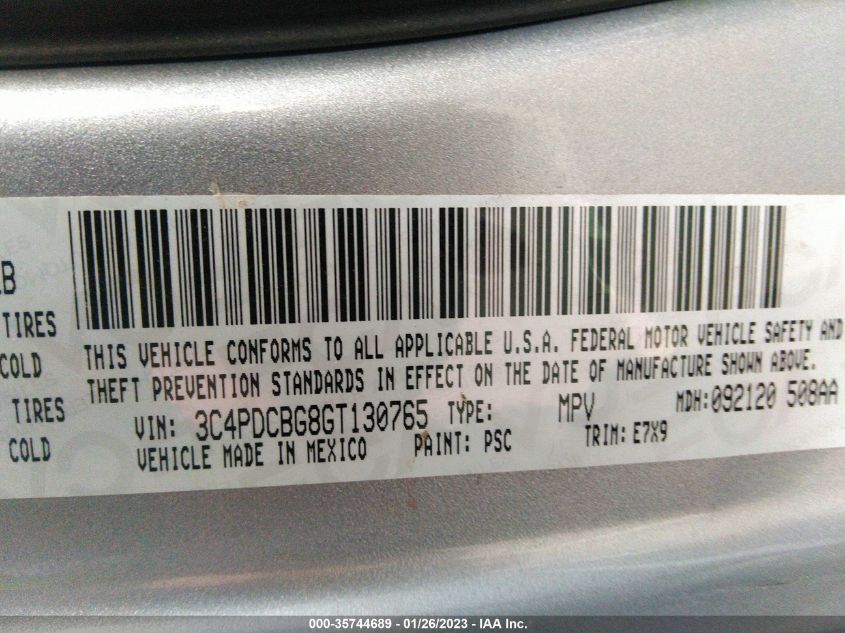 B
TIRES
COLD
TIRES
COLD
THIS VEHICLE CONFORMS TO ALL APPLICABLE U.S.A. FEDERAL MOTOR VEHICLE SAFETY AND
THEFT PREVENTION STANDARDS IN EFFECT ON THE DATE OF MANUFACTURE SHOWN ABOVE.
VIN: 3C4PDCBG8GT130765 TYPE: MPV MDH:092120 508AA
VEHICLE MADE IN MEXICO PAINT: PSC TRIM: E7X9
000-35744689 - 01/26/2023 - IAA Inc.